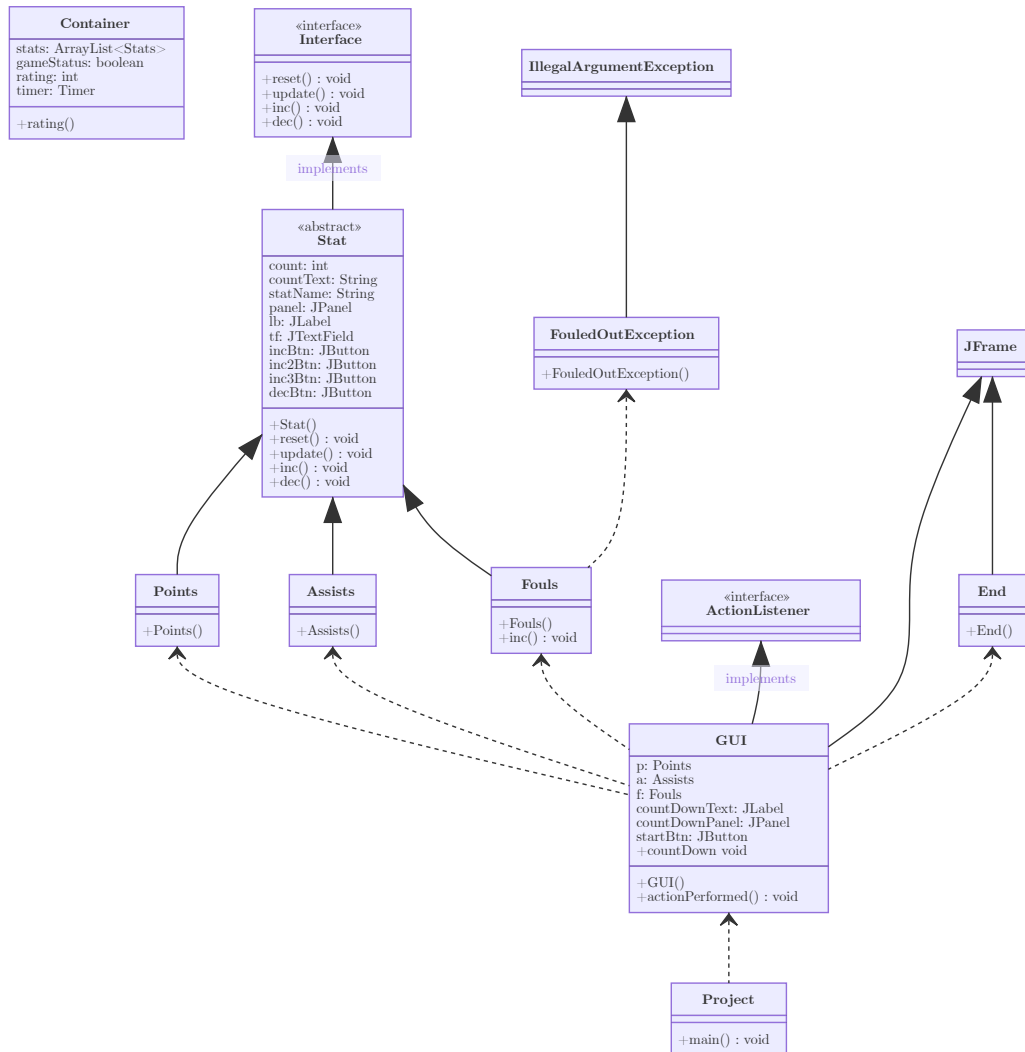 Container
stats: ArrayList<Stats>
gameStatus: boolean
rating: int
timer: Timer
+rating()
«interface»
Interface
+reset() : void
+update() : void
+inc() : void
+dec() : void
IllegalArgumentException
implements
«abstract»
Stat
count: int
countText: String
statName: String
panel: JPanel
lb: JLabel
tf: JTextField
incBtn: JButton
inc2Btn: JButton
inc3Btn: JButton
decBtn: JButton
+Stat()
+reset() : void
+update() : void
+inc() : void
+dec() : void
FouledOutException
+FouledOutException()
JFrame
Points
+Points()
Assists
+Assists()
Fouls
+Fouls()
+inc() : void
«interface»
ActionListener
End
+End()
implements
GUI
p: Points
a: Assists
f: Fouls
countDownText: JLabel
countDownPanel: JPanel
startBtn: JButton
+countDown void
+GUI()
+actionPerformed() : void
Project
+main() : void